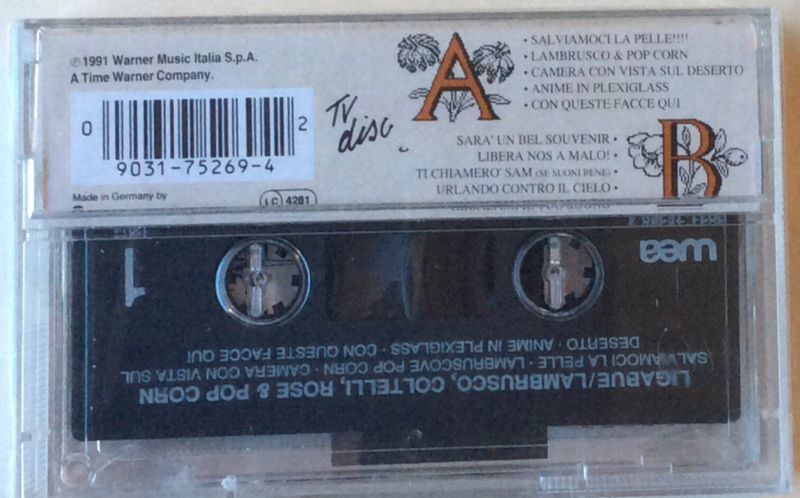 ℗ 1991 Warner Music Italia S.p.A.
A Time Warner Company.
0 9031-75269-4 2
Made in Germany by
LC 4281
TV disc
A
• SALVIAMOCI LA PELLE!!!!
• LAMBRUSCO & POP CORN
• CAMERA CON VISTA SUL DESERTO
• ANIME IN PLEXIGLASS
• CON QUESTE FACCE QUI
B
SARA' UN BEL SOUVENIR •
LIBERA NOS A MALO! •
TI CHIAMERO' SAM (SE SUONI BENE) •
URLANDO CONTRO IL CIELO •
LIGABUE/LAMBRUSCO, COLTELLI, ROSE & POP CORN
SALVIAMOCI LA PELLE · LAMBRUSCOVE POP CORN · CAMERA CON VISTA SUL
DESERTO · ANIME IN PLEXIGLASS · CON QUESTE FACCE QUI
1
wea